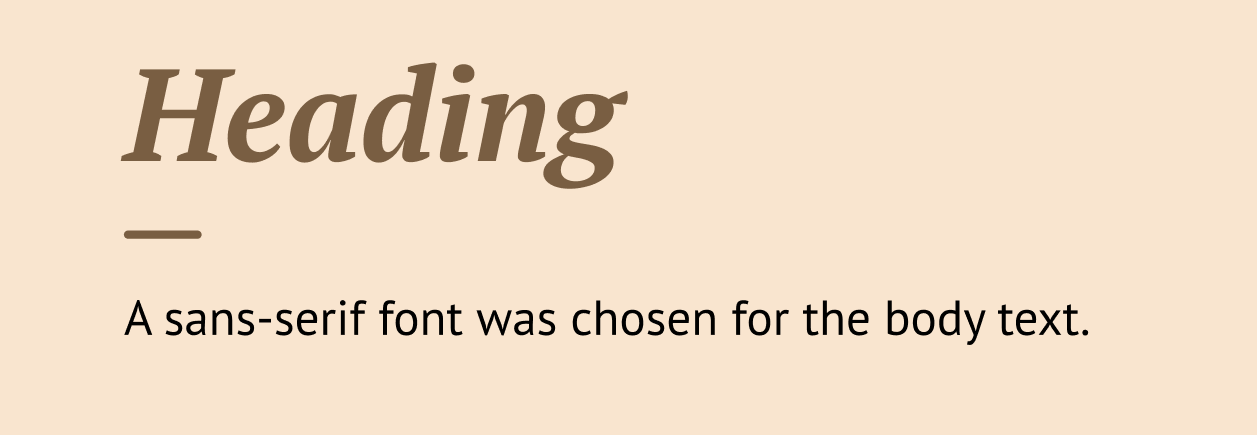 Heading
A sans-serif font was chosen for the body text.